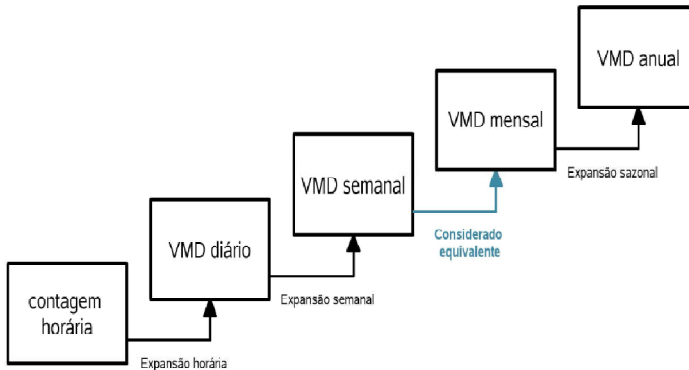 contagem
horária
Expansão horária
VMD diário
Expansão semanal
VMD semanal
Considerado
equivalente
VMD mensal
Expansão sazonal
VMD anual